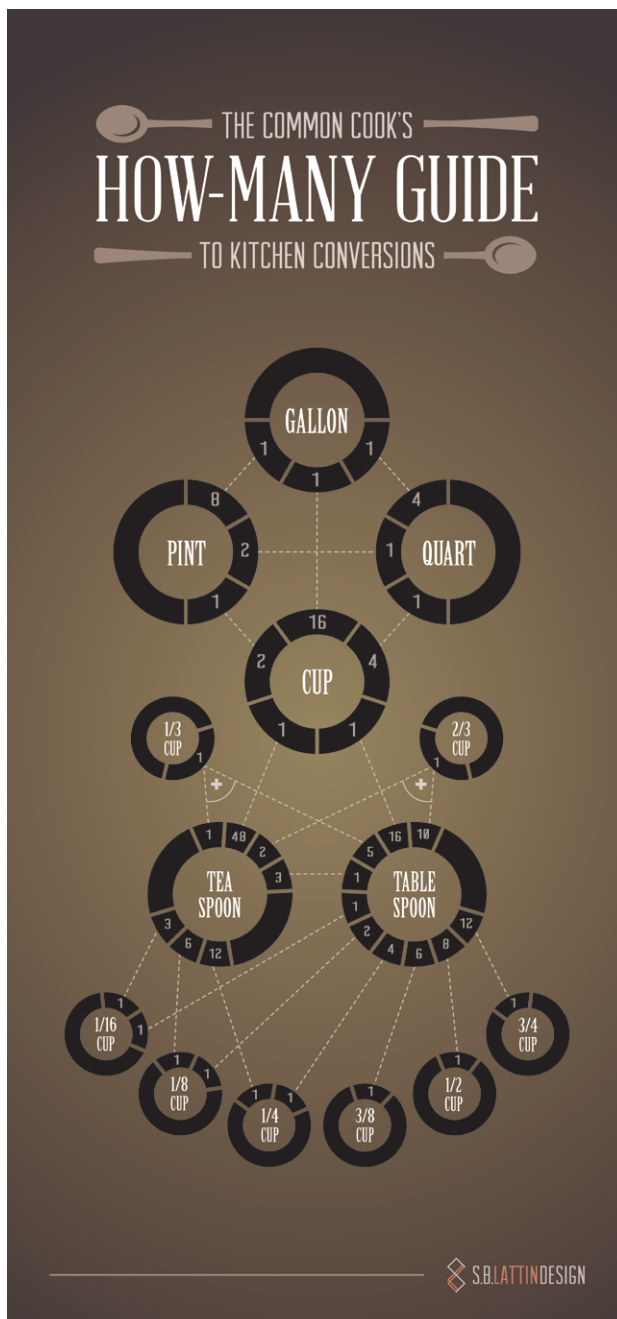 THE COMMON COOK'S
HOW-MANY GUIDE
TO KITCHEN CONVERSIONS
GALLON
1
1
1
8
4
PINT
2
1
QUART
1
1
16
2
4
CUP
1
1
1/3
CUP
1
2/3
CUP
1
+
+
1
48
2
3
TEA
SPOON
3
6
12
5
16
10
1
TABLE
SPOON
1
2
4
6
8
12
1
1/16
CUP
1
1
1
1/8
CUP
1
1
1/4
CUP
1
3/8
CUP
1
1/2
CUP
1
3/4
CUP
S.B.LATTINDESIGN